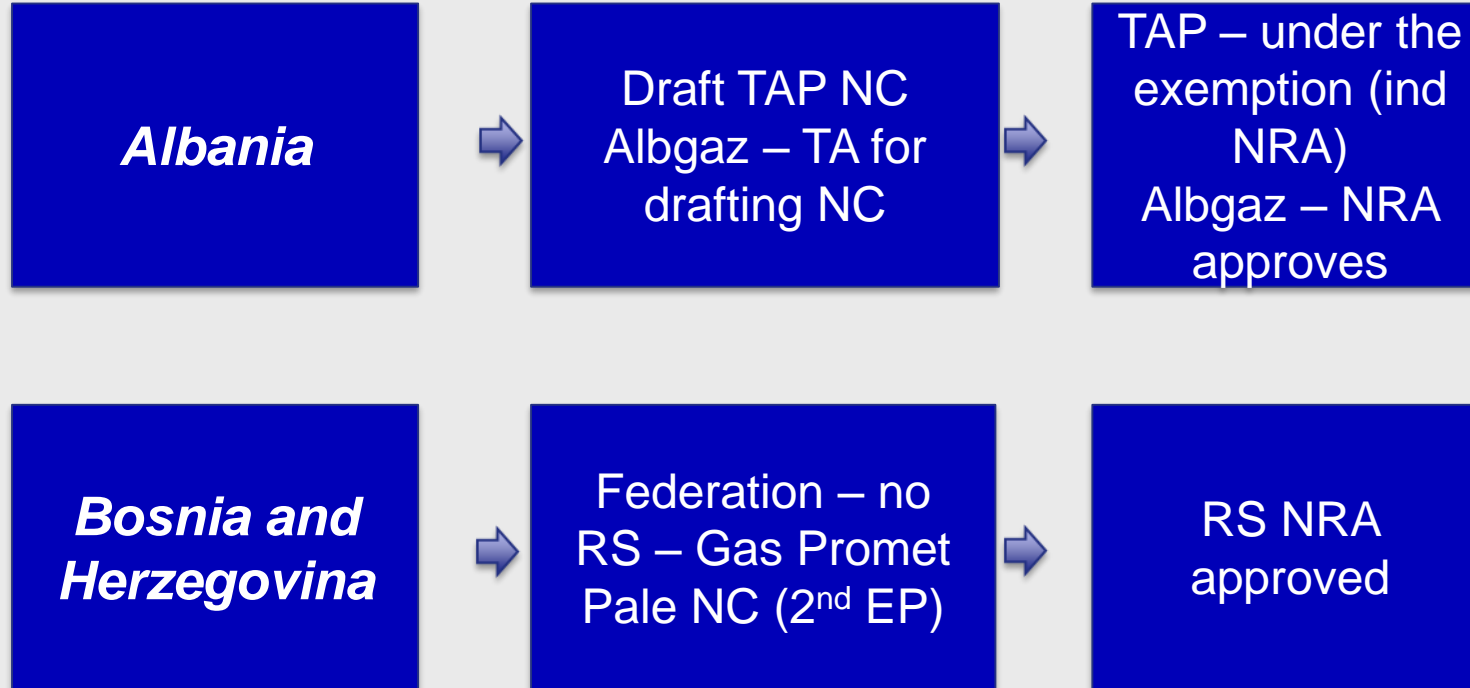 Albania
Draft TAP NC
Albgaz – TA for
drafting NC
TAP – under the
exemption (ind
NRA)
Albgaz – NRA
approves
Bosnia and
Herzegovina
Federation – no
RS – Gas Promet
Pale NC (2nd EP)
RS NRA
approved